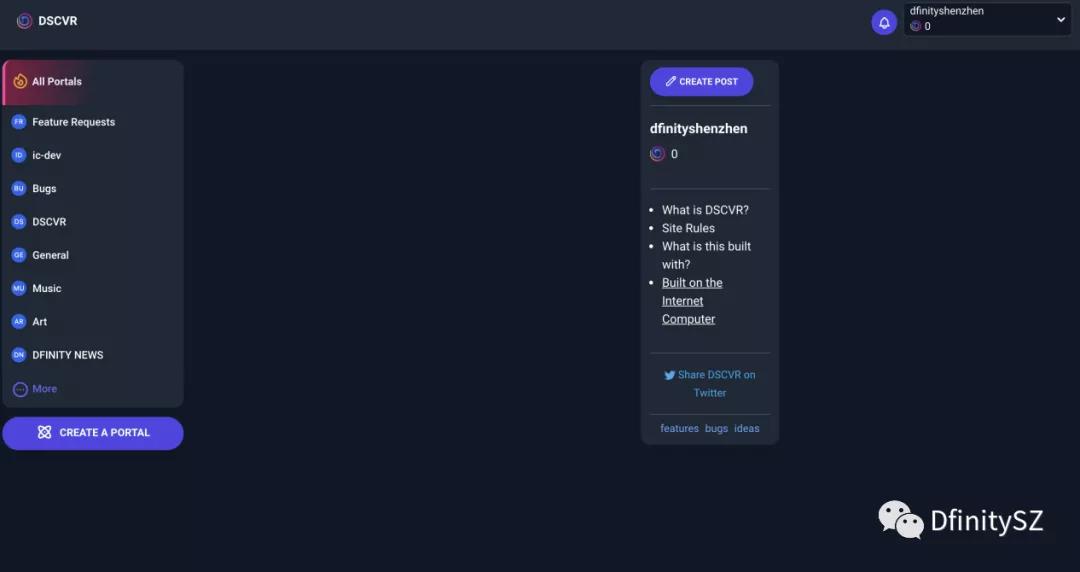 DSCVR
dfinityshenzhen
0
All Portals
FR Feature Requests
ID ic-dev
BU Bugs
DS DSCVR
GE General
MU Music
AR Art
DN DFINITY NEWS
More
CREATE A PORTAL
CREATE POST
dfinityshenzhen
0
What is DSCVR?
Site Rules
What is this built
with?
Built on the
Internet
Computer
Share DSCVR on
Twitter
features bugs ideas
DfinitySZ